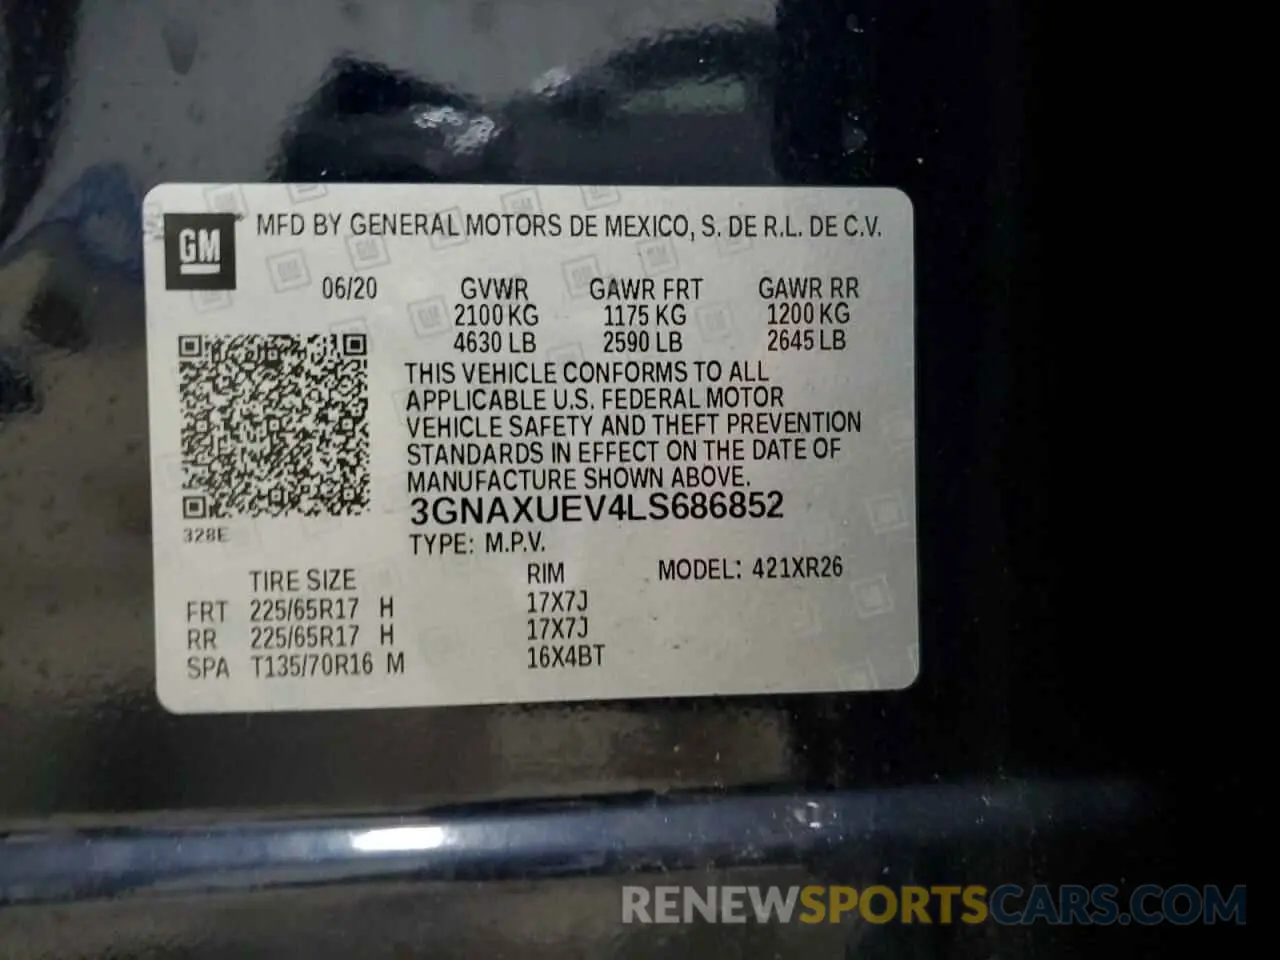 GM
MFD BY GENERAL MOTORS DE MEXICO, S. DE R.L. DE C.V.
06/20 GVWR GAWR FRT GAWR RR
2100 KG 1175 KG 1200 KG
4630 LB 2590 LB 2645 LB
THIS VEHICLE CONFORMS TO ALL
APPLICABLE U.S. FEDERAL MOTOR
VEHICLE SAFETY AND THEFT PREVENTION
STANDARDS IN EFFECT ON THE DATE OF
MANUFACTURE SHOWN ABOVE.
3GNAXUEV4LS686852
328E
TYPE: M.P.V.
TIRE SIZE RIM MODEL: 421XR26
FRT 225/65R17 H 17X7J
RR 225/65R17 H 17X7J
SPA T135/70R16 M 16X4BT
RENEWSPORTSCARS.COM